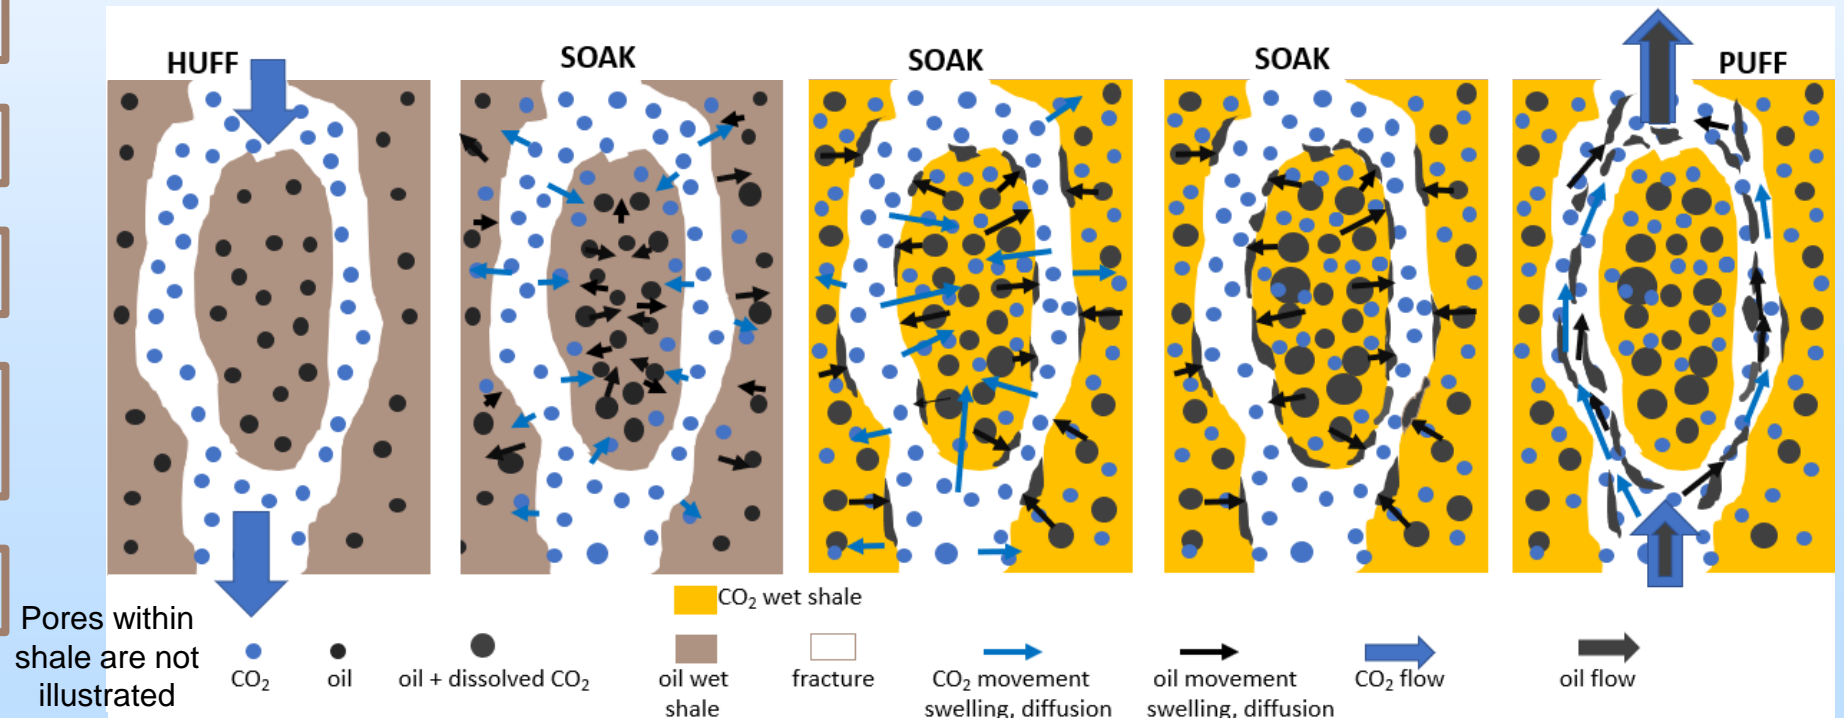 HUFF
SOAK
SOAK
SOAK
PUFF
CO₂ wet shale
Pores within
shale are not
illustrated
CO₂
oil
oil + dissolved CO₂
oil wet
shale
fracture
CO₂ movement
swelling, diffusion
oil movement
swelling, diffusion
CO₂ flow
oil flow